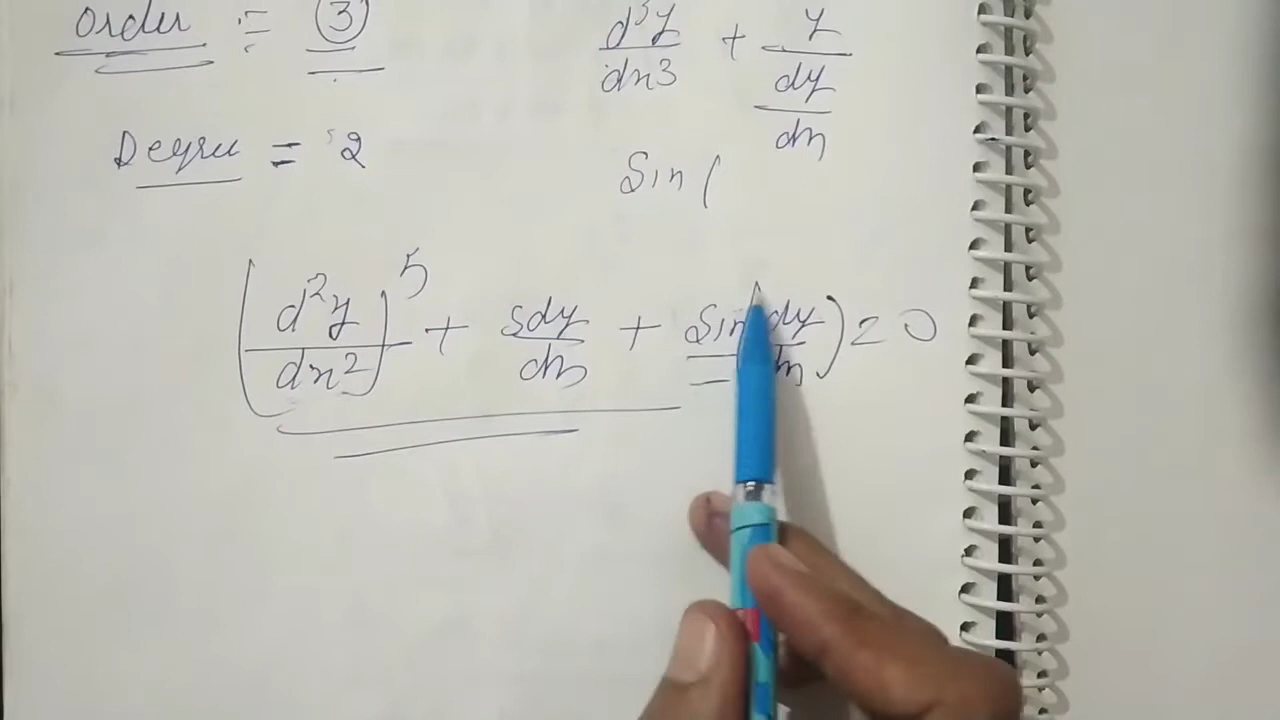 Order := 3
d³y/dx3 + y/(dy/dx)
Degree = 2
Sin (
(d²y/dx²)⁵ + 5dy/dx + Sin(dy/dx) = 0